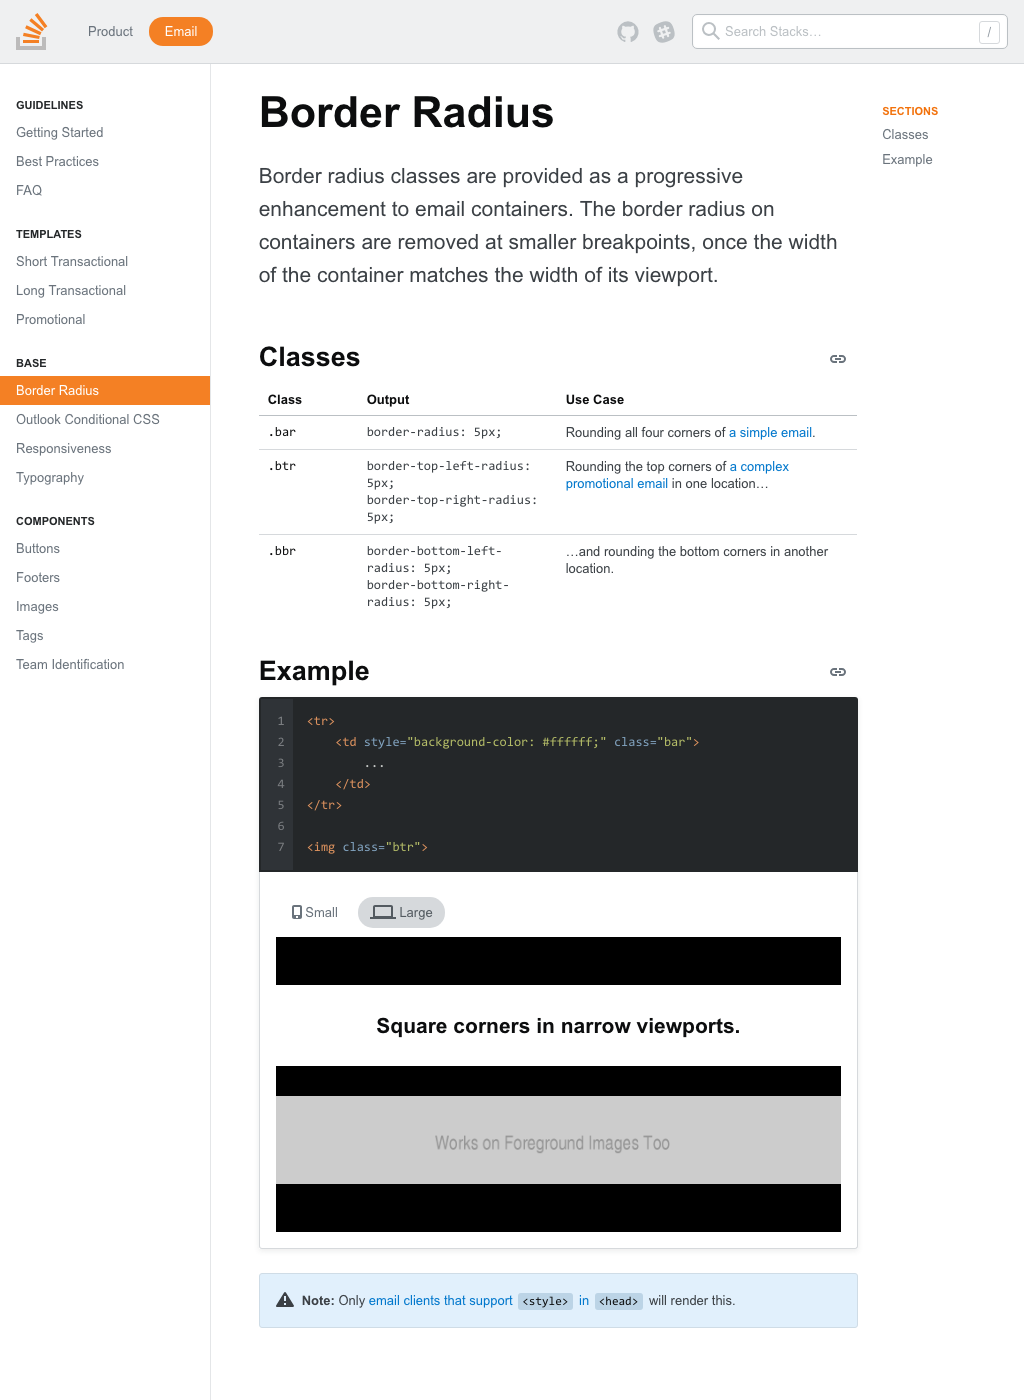 Product
Email
Search Stacks…
/
GUIDELINES
Getting Started
Best Practices
FAQ
TEMPLATES
Short Transactional
Long Transactional
Promotional
BASE
Border Radius
Outlook Conditional CSS
Responsiveness
Typography
COMPONENTS
Buttons
Footers
Images
Tags
Team Identification
Border Radius
Border radius classes are provided as a progressive
enhancement to email containers. The border radius on
containers are removed at smaller breakpoints, once the width
of the container matches the width of its viewport.
SECTIONS
Classes
Example
Classes
Class Output Use Case
.bar border-radius: 5px; Rounding all four corners of a simple email.
.btr border-top-left-radius: Rounding the top corners of a complex
5px; promotional email in one location…
border-top-right-radius:
5px;
.bbr border-bottom-left- …and rounding the bottom corners in another
radius: 5px; location.
border-bottom-right-
radius: 5px;
Example
1 <tr>
2     <td style="background-color: #ffffff;" class="bar">
3         ...
4     </td>
5 </tr>
6
7 <img class="btr">
Small Large
Square corners in narrow viewports.
Works on Foreground Images Too
Note: Only email clients that support <style> in <head> will render this.